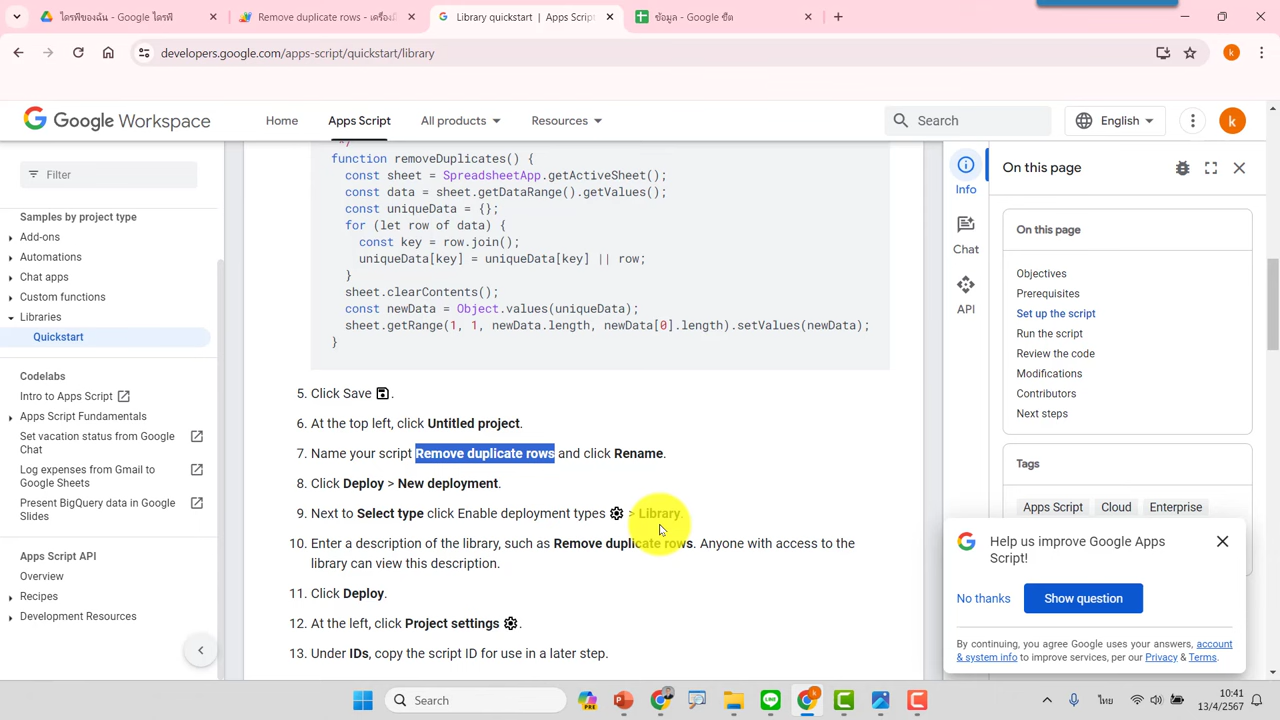 ไดรฟ์ของฉัน - Google ไดรฟ์
Remove duplicate rows - เครื่องมื
Library quickstart | Apps Scrip
ข้อมูล - Google ชีต
developers.google.com/apps-script/quickstart/library
k
Google Workspace
Home
Apps Script
All products
Resources
Search
English
k
Filter
Samples by project type
Add-ons
Automations
Chat apps
Custom functions
Libraries
Quickstart
Codelabs
Intro to Apps Script
Apps Script Fundamentals
Set vacation status from Google Chat
Log expenses from Gmail to Google Sheets
Present BigQuery data in Google Slides
Apps Script API
Overview
Recipes
Development Resources
*/
function removeDuplicates() {
const sheet = SpreadsheetApp.getActiveSheet();
const data = sheet.getDataRange().getValues();
const uniqueData = {};
for (let row of data) {
const key = row.join();
uniqueData[key] = uniqueData[key] || row;
}
sheet.clearContents();
const newData = Object.values(uniqueData);
sheet.getRange(1, 1, newData.length, newData[0].length).setValues(newData);
}
5. Click Save .
6. At the top left, click Untitled project.
7. Name your script Remove duplicate rows and click Rename.
8. Click Deploy > New deployment.
9. Next to Select type click Enable deployment types > Library.
10. Enter a description of the library, such as Remove duplicate rows. Anyone with access to the
library can view this description.
11. Click Deploy.
12. At the left, click Project settings .
13. Under IDs, copy the script ID for use in a later step.
Info
Chat
API
On this page
On this page
Objectives
Prerequisites
Set up the script
Run the script
Review the code
Modifications
Contributors
Next steps
Tags
Apps Script
Cloud
Enterprise
Help us improve Google Apps
Script!
No thanks
Show question
By continuing, you agree Google uses your answers, account
& system info to improve services, per our Privacy & Terms.
Search
PRE
ไทย
10:41
13/4/2567